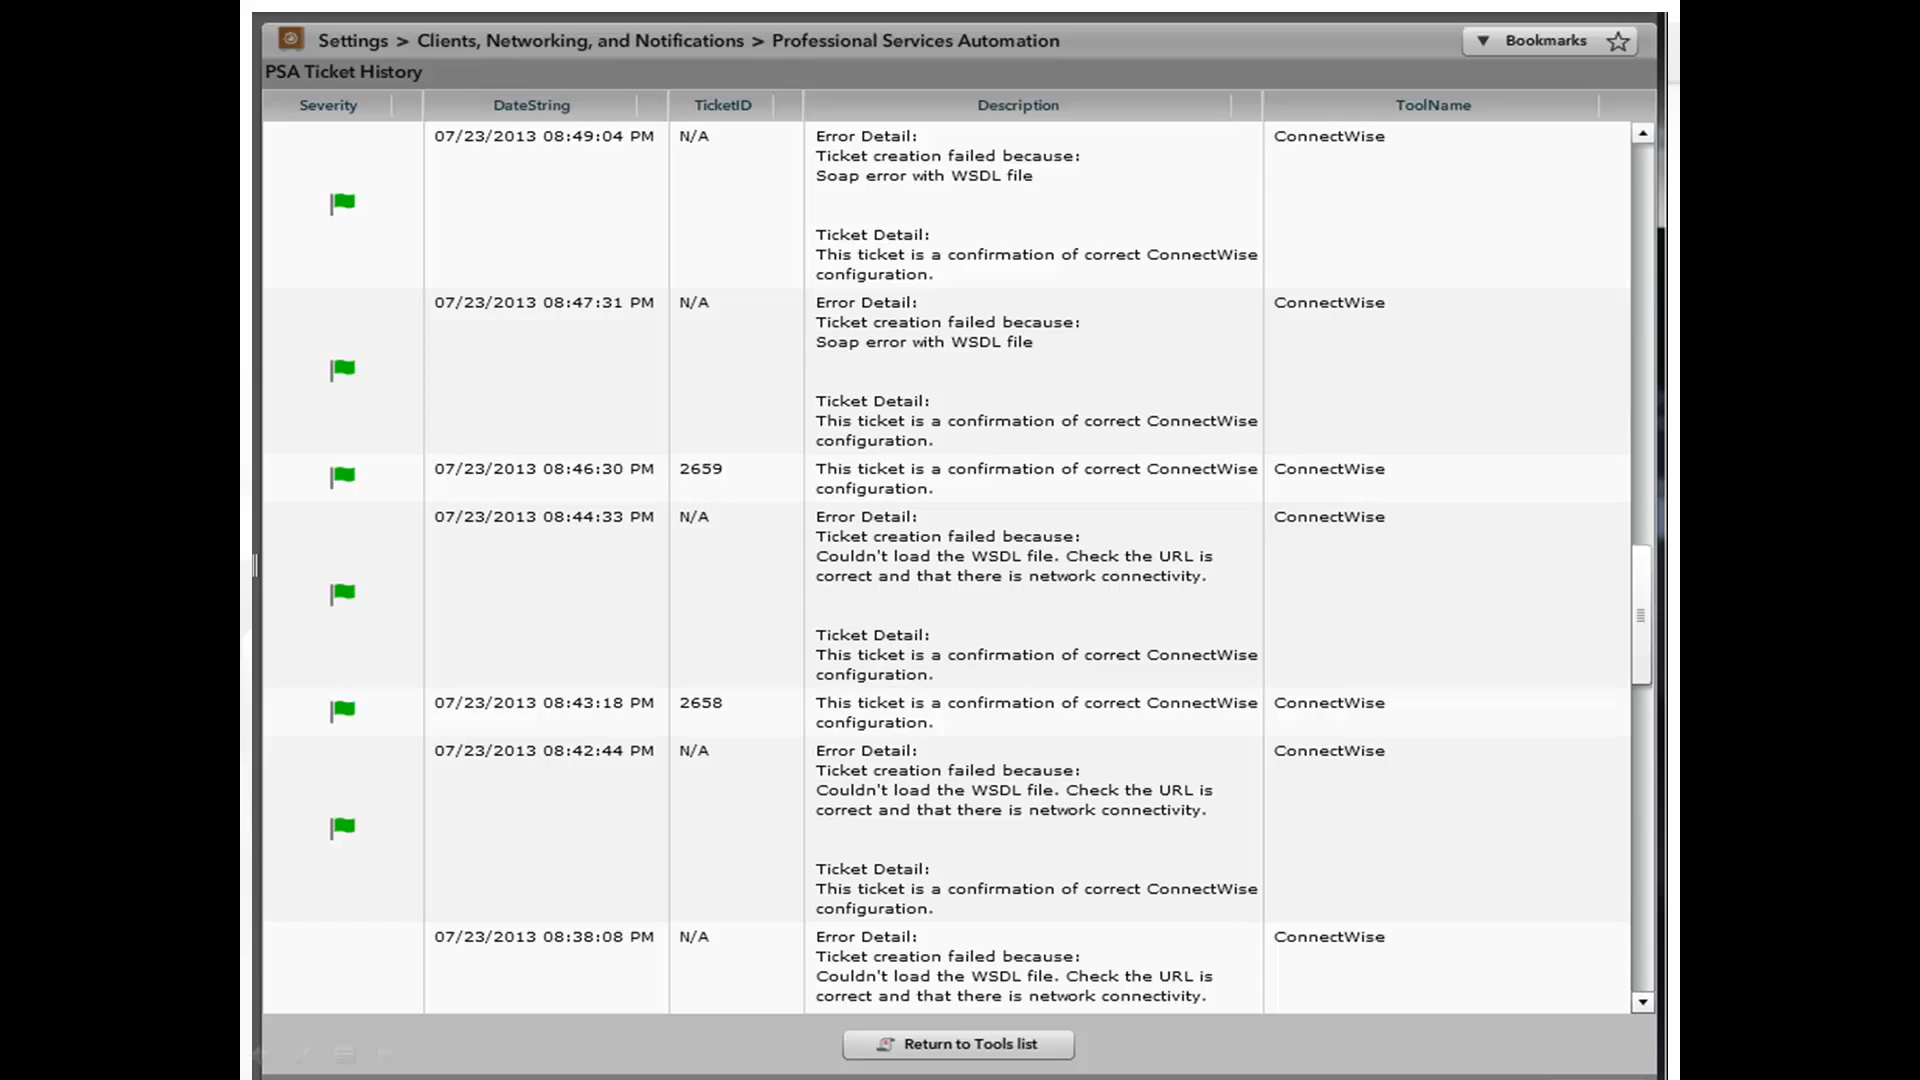 Settings > Clients, Networking, and Notifications > Professional Services Automation
▼ Bookmarks
PSA Ticket History
Severity DateString TicketID Description ToolName
07/23/2013 08:49:04 PM N/A Error Detail: ConnectWise
Ticket creation failed because:
Soap error with WSDL file
Ticket Detail:
This ticket is a confirmation of correct ConnectWise
configuration.
07/23/2013 08:47:31 PM N/A Error Detail: ConnectWise
Ticket creation failed because:
Soap error with WSDL file
Ticket Detail:
This ticket is a confirmation of correct ConnectWise
configuration.
07/23/2013 08:46:30 PM 2659 This ticket is a confirmation of correct ConnectWise ConnectWise
configuration.
07/23/2013 08:44:33 PM N/A Error Detail: ConnectWise
Ticket creation failed because:
Couldn't load the WSDL file. Check the URL is
correct and that there is network connectivity.
Ticket Detail:
This ticket is a confirmation of correct ConnectWise
configuration.
07/23/2013 08:43:18 PM 2658 This ticket is a confirmation of correct ConnectWise ConnectWise
configuration.
07/23/2013 08:42:44 PM N/A Error Detail: ConnectWise
Ticket creation failed because:
Couldn't load the WSDL file. Check the URL is
correct and that there is network connectivity.
Ticket Detail:
This ticket is a confirmation of correct ConnectWise
configuration.
07/23/2013 08:38:08 PM N/A Error Detail: ConnectWise
Ticket creation failed because:
Couldn't load the WSDL file. Check the URL is
correct and that there is network connectivity.
Return to Tools list